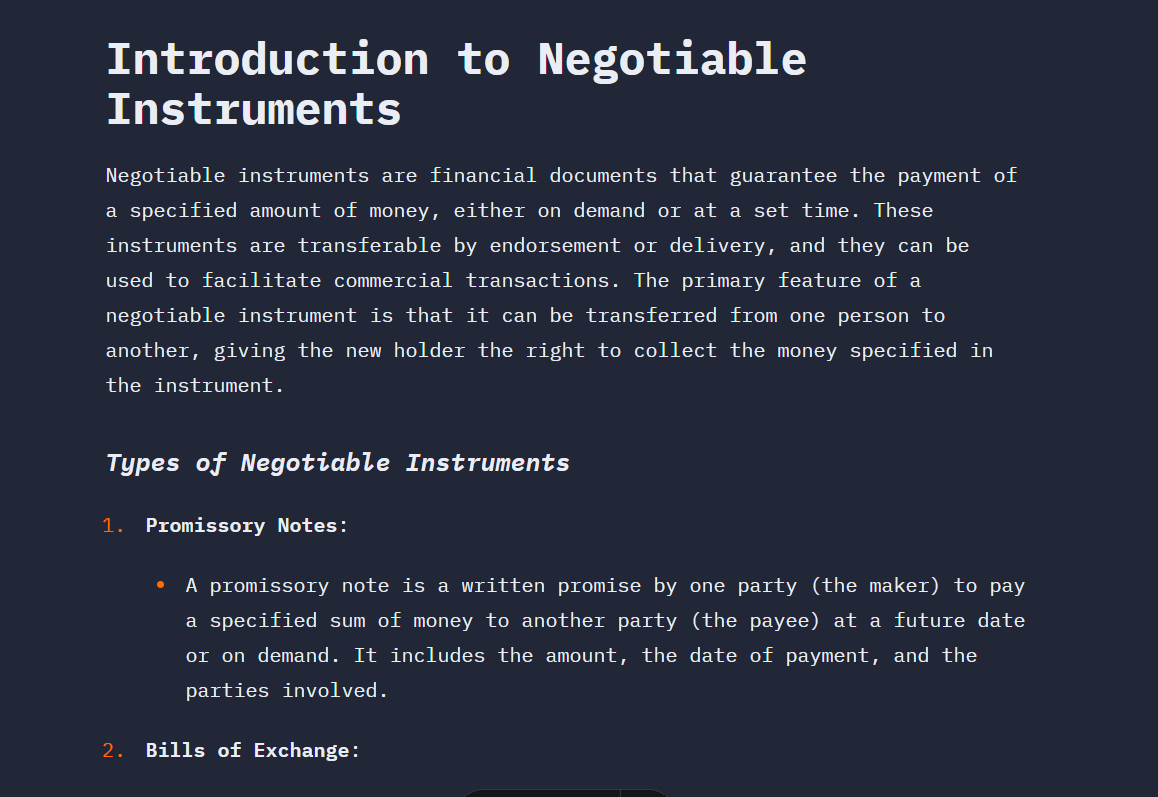 Introduction to Negotiable
Instruments
Negotiable instruments are financial documents that guarantee the payment of
a specified amount of money, either on demand or at a set time. These
instruments are transferable by endorsement or delivery, and they can be
used to facilitate commercial transactions. The primary feature of a
negotiable instrument is that it can be transferred from one person to
another, giving the new holder the right to collect the money specified in
the instrument.
Types of Negotiable Instruments
1. Promissory Notes:
• A promissory note is a written promise by one party (the maker) to pay
a specified sum of money to another party (the payee) at a future date
or on demand. It includes the amount, the date of payment, and the
parties involved.
2. Bills of Exchange: